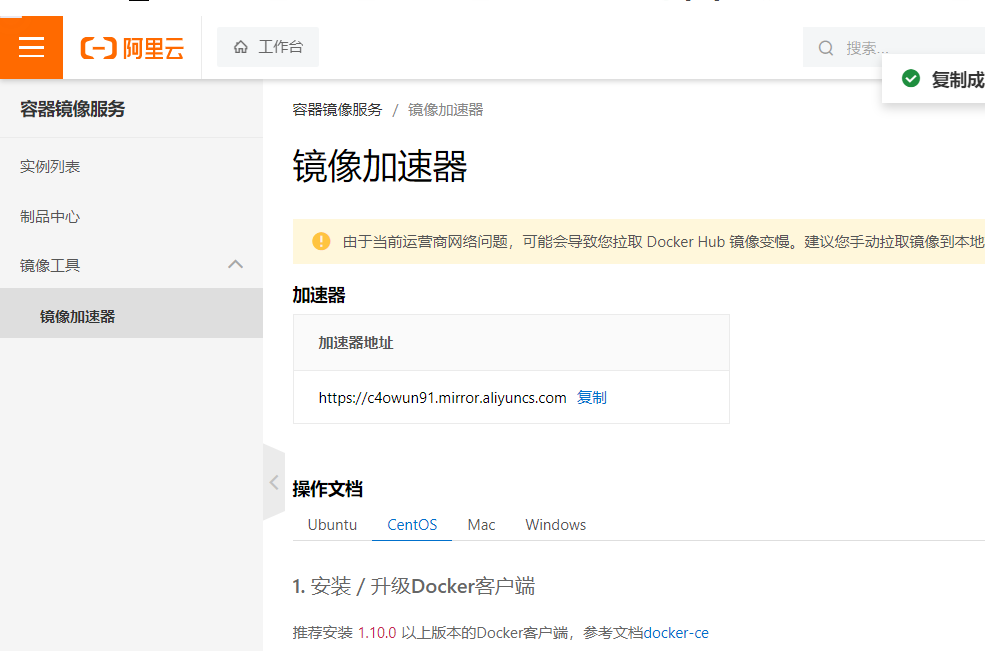 阿里云
工作台
搜索...
复制成
容器镜像服务
实例列表
制品中心
镜像工具
镜像加速器
容器镜像服务 / 镜像加速器
镜像加速器
由于当前运营商网络问题，可能会导致您拉取 Docker Hub 镜像变慢。建议您手动拉取镜像到本地
加速器
加速器地址
https://c4owun91.mirror.aliyuncs.com 复制
操作文档
Ubuntu CentOS Mac Windows
1. 安装 / 升级Docker客户端
推荐安装 1.10.0 以上版本的Docker客户端，参考文档docker-ce